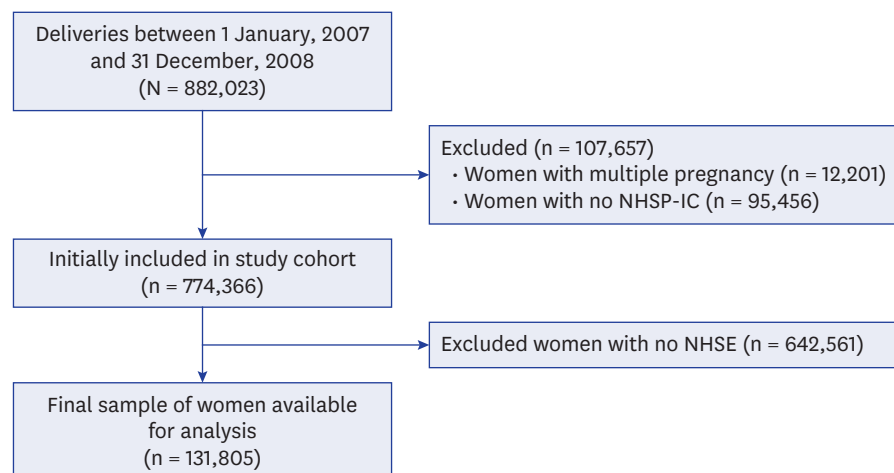 Deliveries between 1 January, 2007
and 31 December, 2008
(N = 882,023)
Excluded (n = 107,657)
• Women with multiple pregnancy (n = 12,201)
• Women with no NHSP-IC (n = 95,456)
Initially included in study cohort
(n = 774,366)
Excluded women with no NHSE (n = 642,561)
Final sample of women available
for analysis
(n = 131,805)